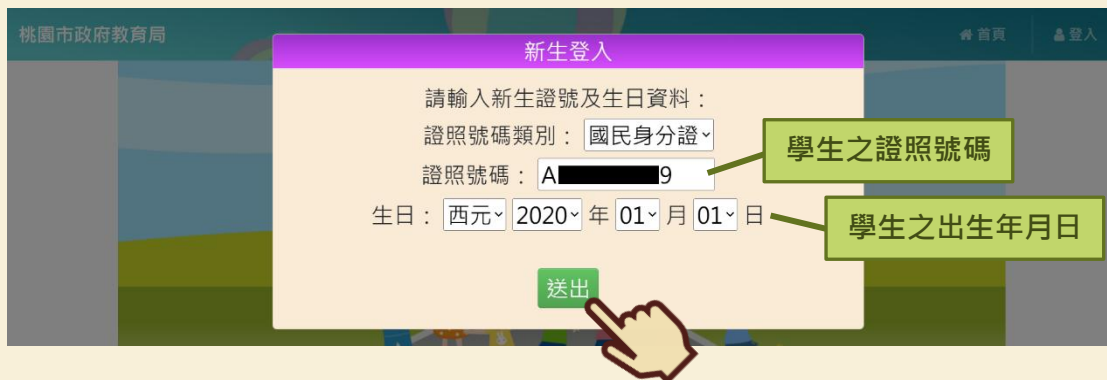 桃園市政府教育局 首頁 登入
新生登入
請輸入新生證號及生日資料：
證照號碼類別： 國民身分證
證照號碼： A 9
學生之證照號碼
生日： 西元 2020 年 01 月 01 日
學生之出生年月日
送出